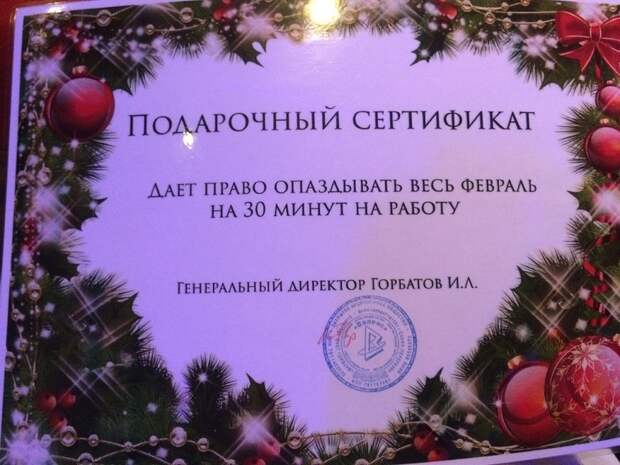 Подарочный сертификат
Дает право опаздывать весь февраль
на 30 минут на работу
Генеральный директор Горбатов И.Л.